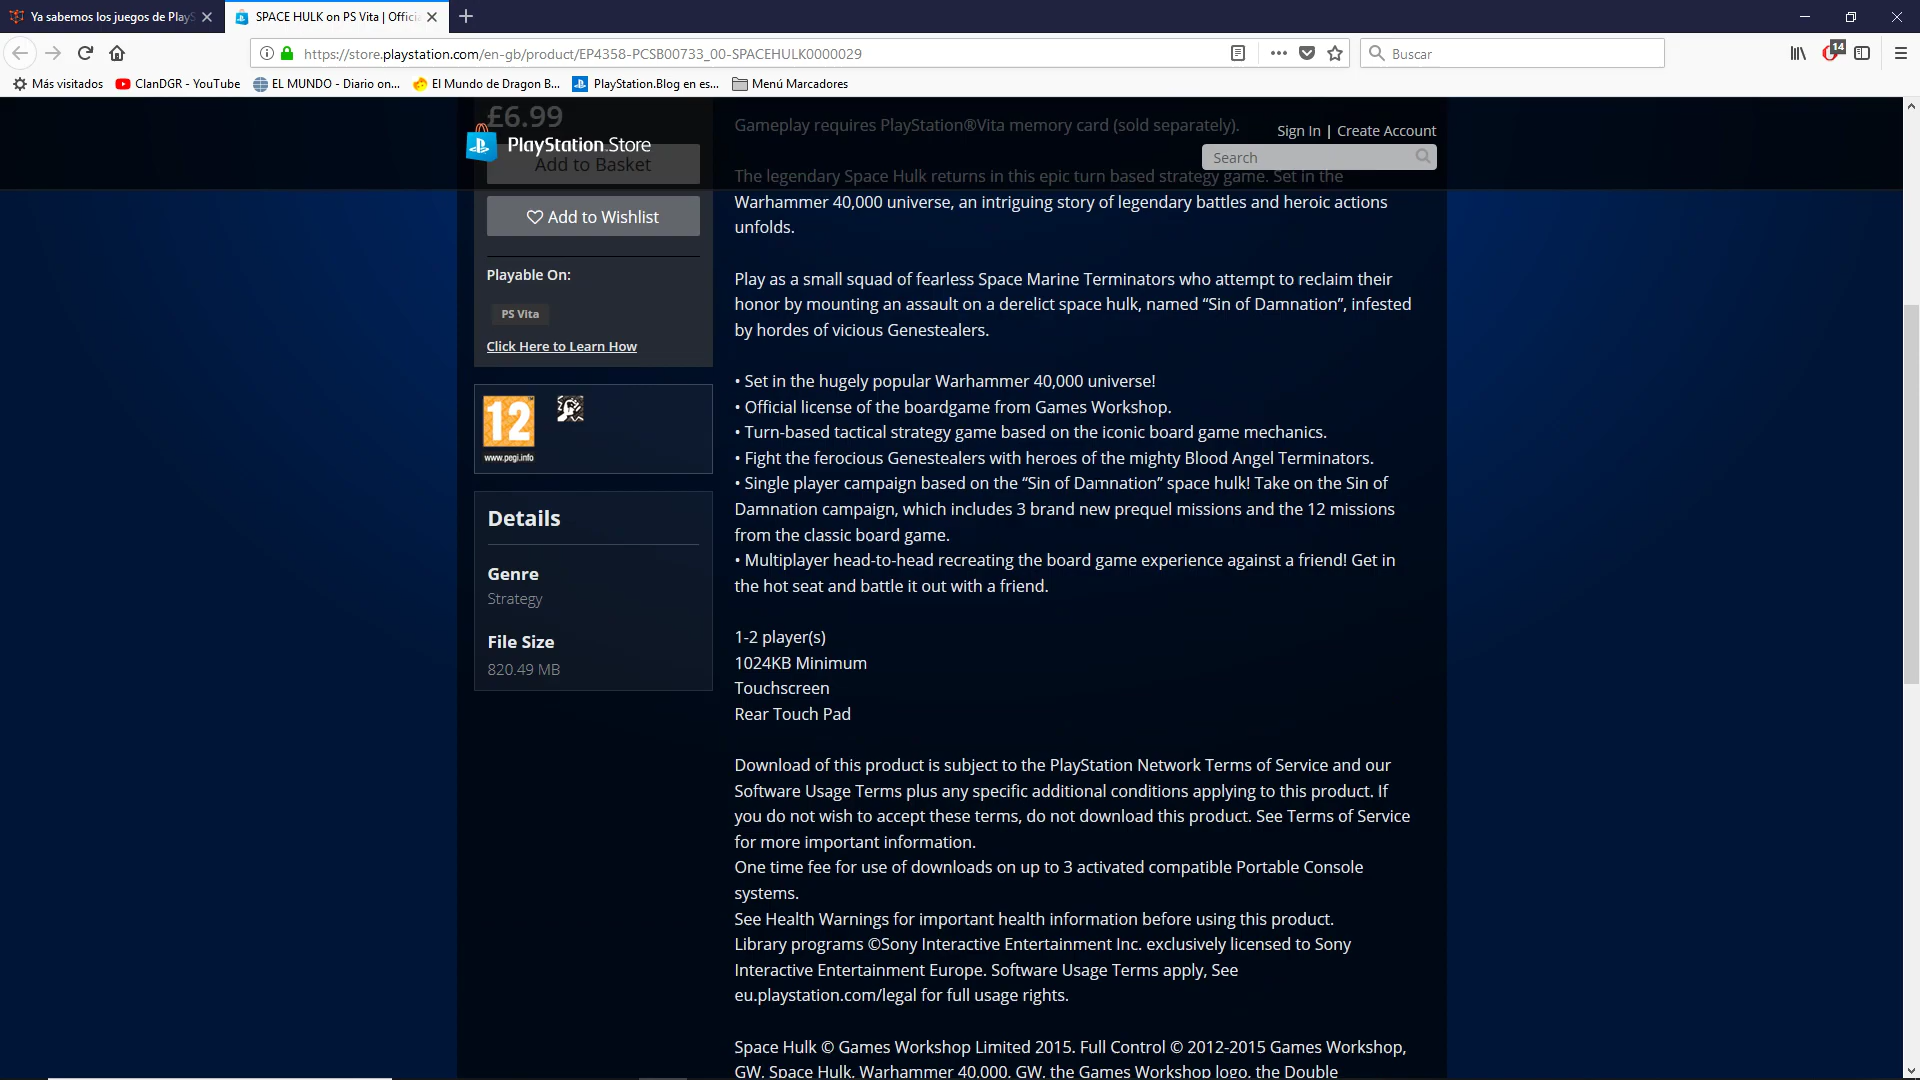 Ya sabemos los juegos de PlayS
SPACE HULK on PS Vita | Officia
https://store.playstation.com/en-gb/product/EP4358-PCSB00733_00-SPACEHULK0000029
Buscar
14
Más visitados
ClanDGR - YouTube
EL MUNDO - Diario on...
El Mundo de Dragon B...
PlayStation.Blog en es...
Menú Marcadores
£6.99
PlayStation.Store
Add to Basket
Sign In | Create Account
Search
Add to Wishlist
Playable On:
PS Vita
Click Here to Learn How
12
www.pegi.info
Details
Genre
Strategy
File Size
820.49 MB
Gameplay requires PlayStation®Vita memory card (sold separately).
The legendary Space Hulk returns in this epic turn based strategy game. Set in the
Warhammer 40,000 universe, an intriguing story of legendary battles and heroic actions
unfolds.
Play as a small squad of fearless Space Marine Terminators who attempt to reclaim their
honor by mounting an assault on a derelict space hulk, named “Sin of Damnation”, infested
by hordes of vicious Genestealers.
• Set in the hugely popular Warhammer 40,000 universe!
• Official license of the boardgame from Games Workshop.
• Turn-based tactical strategy game based on the iconic board game mechanics.
• Fight the ferocious Genestealers with heroes of the mighty Blood Angel Terminators.
• Single player campaign based on the “Sin of Damnation” space hulk! Take on the Sin of
Damnation campaign, which includes 3 brand new prequel missions and the 12 missions
from the classic board game.
• Multiplayer head-to-head recreating the board game experience against a friend! Get in
the hot seat and battle it out with a friend.
1-2 player(s)
1024KB Minimum
Touchscreen
Rear Touch Pad
Download of this product is subject to the PlayStation Network Terms of Service and our
Software Usage Terms plus any specific additional conditions applying to this product. If
you do not wish to accept these terms, do not download this product. See Terms of Service
for more important information.
One time fee for use of downloads on up to 3 activated compatible Portable Console
systems.
See Health Warnings for important health information before using this product.
Library programs ©Sony Interactive Entertainment Inc. exclusively licensed to Sony
Interactive Entertainment Europe. Software Usage Terms apply, See
eu.playstation.com/legal for full usage rights.
Space Hulk © Games Workshop Limited 2015. Full Control © 2012-2015 Games Workshop,
GW, Space Hulk, Warhammer 40,000, GW, the Games Workshop logo, the Double